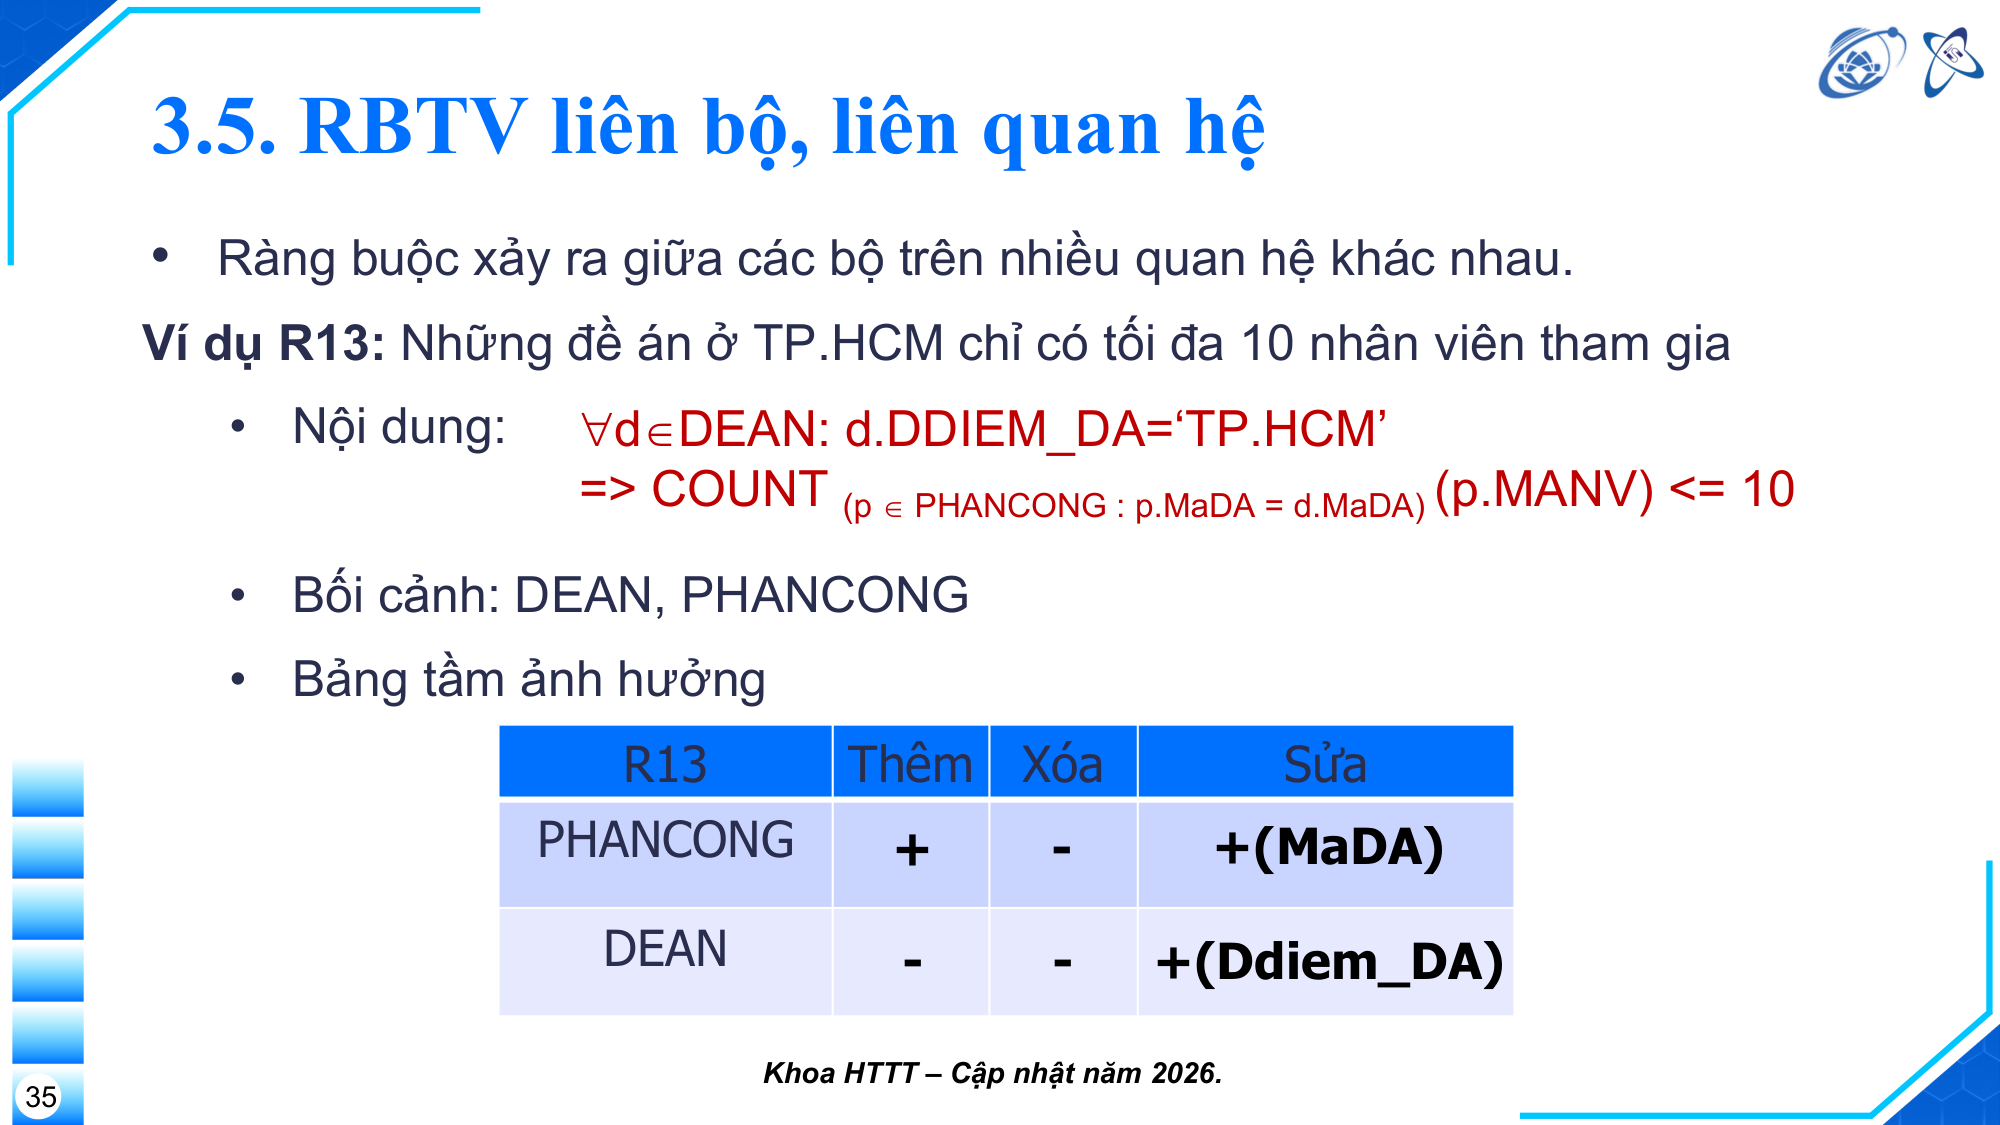 3.5. RBTV liên bộ, liên quan hệ
• Ràng buộc xảy ra giữa các bộ trên nhiều quan hệ khác nhau.
Ví dụ R13: Những đề án ở TP.HCM chỉ có tối đa 10 nhân viên tham gia
• Nội dung: ∀d∈DEAN: d.DDIEM_DA=‘TP.HCM’
=> COUNT (p ∈ PHANCONG : p.MaDA = d.MaDA) (p.MANV) <= 10
• Bối cảnh: DEAN, PHANCONG
• Bảng tầm ảnh hưởng
R13 Thêm Xóa Sửa
PHANCONG + - +(MaDA)
DEAN - - +(Ddiem_DA)
Khoa HTTT – Cập nhật năm 2026.
35